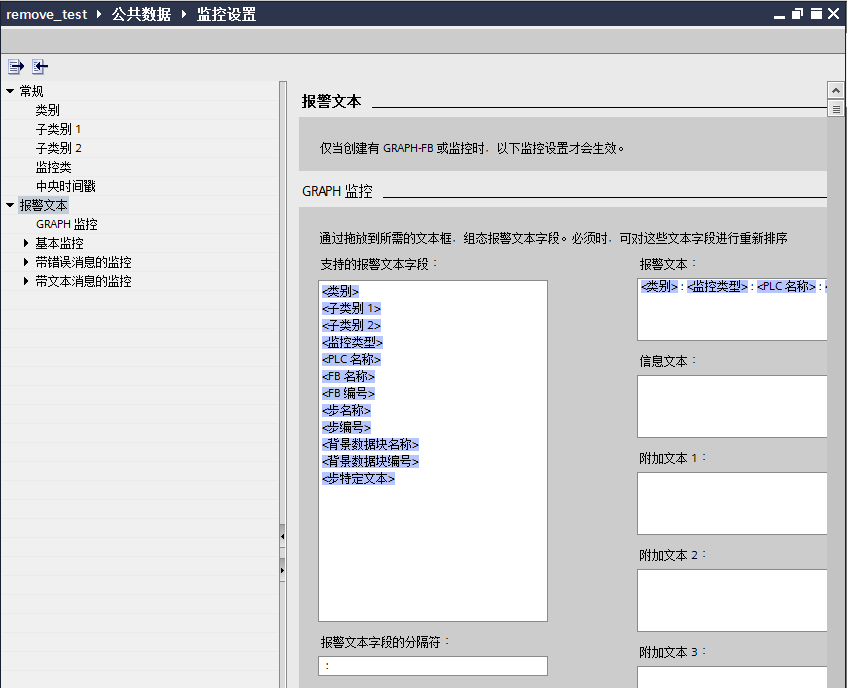 remove_test ▸ 公共数据 ▸ 监控设置
常规
类别
子类别 1
子类别 2
监控类
中央时间戳
报警文本
GRAPH 监控
基本监控
带错误消息的监控
带文本消息的监控
报警文本
仅当创建有 GRAPH-FB 或监控时，以下监控设置才会生效。
GRAPH 监控
通过拖放到所需的文本框，组态报警文本字段。必须时，可对这些文本字段进行重新排序
支持的报警文本字段：
<类别>
<子类别 1>
<子类别 2>
<监控类型>
<PLC 名称>
<FB 名称>
<FB 编号>
<步名称>
<步编号>
<背景数据块名称>
<背景数据块编号>
<步特定文本>
报警文本字段的分隔符：
:
报警文本：
<类别> : <监控类型> : <PLC 名称> : <
信息文本：
附加文本 1：
附加文本 2：
附加文本 3：